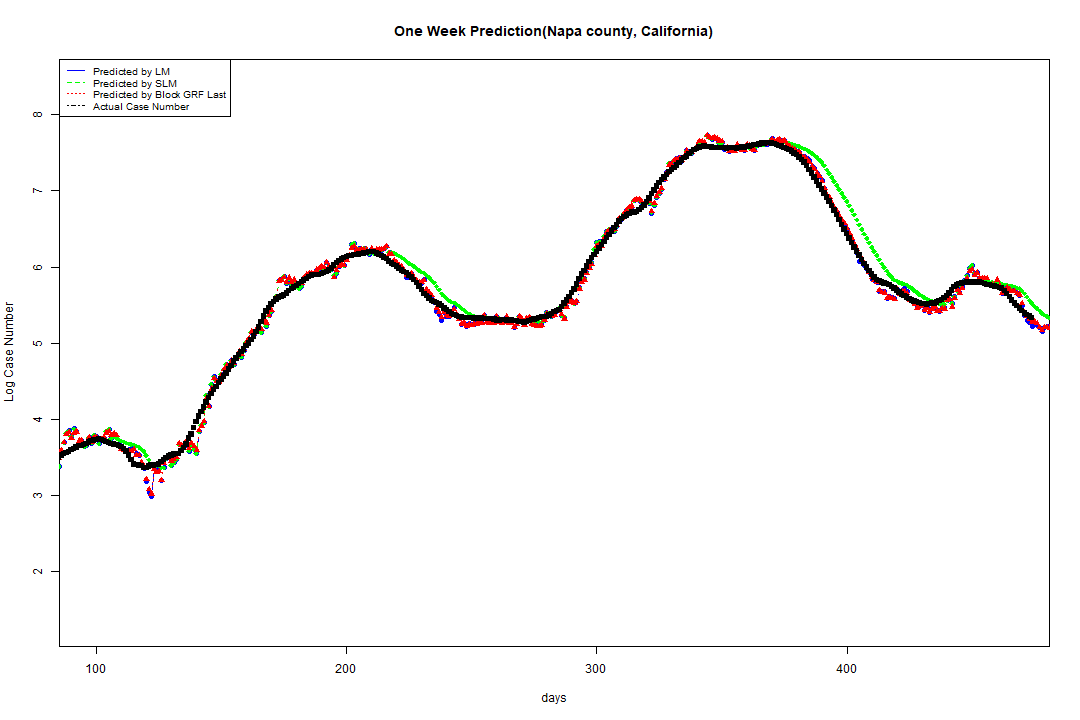 One Week Prediction(Napa county, California)
Predicted by LM
Predicted by SLM
Predicted by Block GRF Last
Actual Case Number
Log Case Number
8
7
6
5
4
3
2
100 200 300 400
days